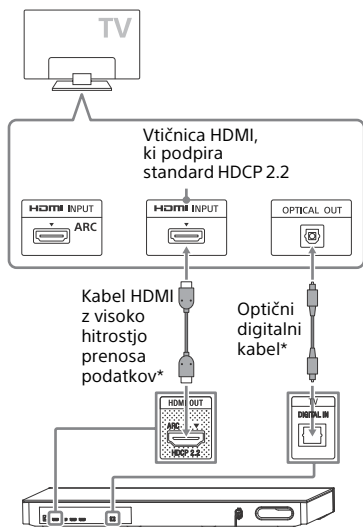 TV
Vtičnica HDMI,
ki podpira
standard HDCP 2.2
HDMI INPUT
ARC
HDMI INPUT
OPTICAL OUT
Kabel HDMI
z visoko
hitrostjo
prenosa
podatkov*
Optični
digitalni
kabel*
HDMI OUT
ARC
HDCP 2.2
TV
DIGITAL IN